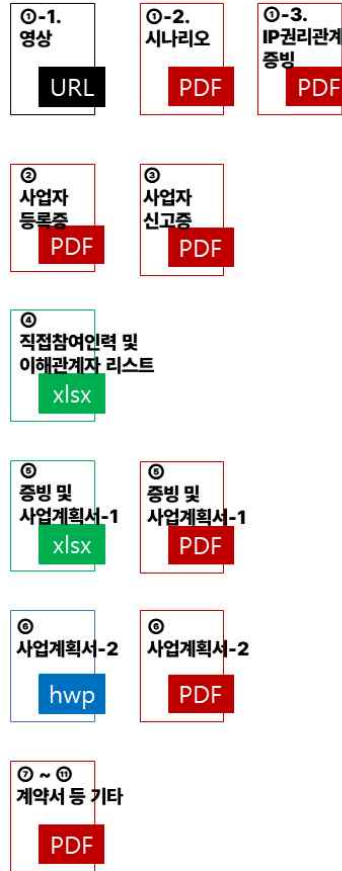 ①-1.
영상
URL
①-2.
시나리오
PDF
①-3.
IP권리관계
증빙
PDF
②
사업자
등록증
PDF
③
사업자
신고증
PDF
④
직접참여인력 및
이해관계자 리스트
xlsx
⑤
증빙 및
사업계획서-1
xlsx
⑤
증빙 및
사업계획서-1
PDF
⑥
사업계획서-2
hwp
⑥
사업계획서-2
PDF
⑦ ~ ⑪
계약서 등 기타
PDF